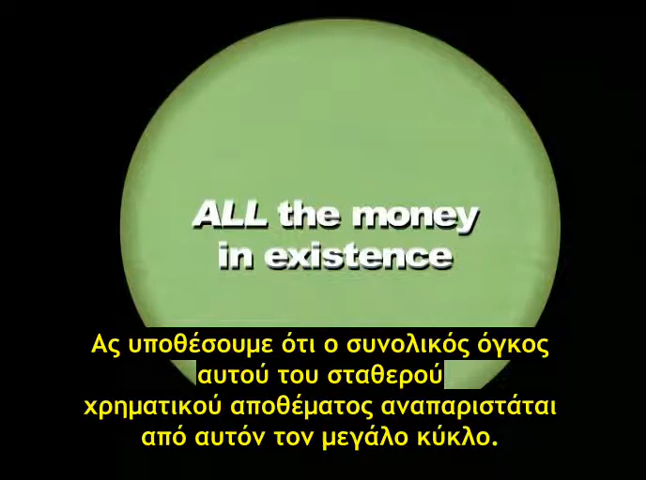 ALL the money
in existence
Ας υποθέσουμε ότι ο συνολικός όγκος
αυτού του σταθερού
χρηματικού αποθέματος αναπαριστάται
από αυτόν τον μεγάλο κύκλο.